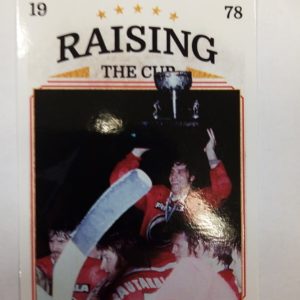 19 78
RAISING
THE CUP